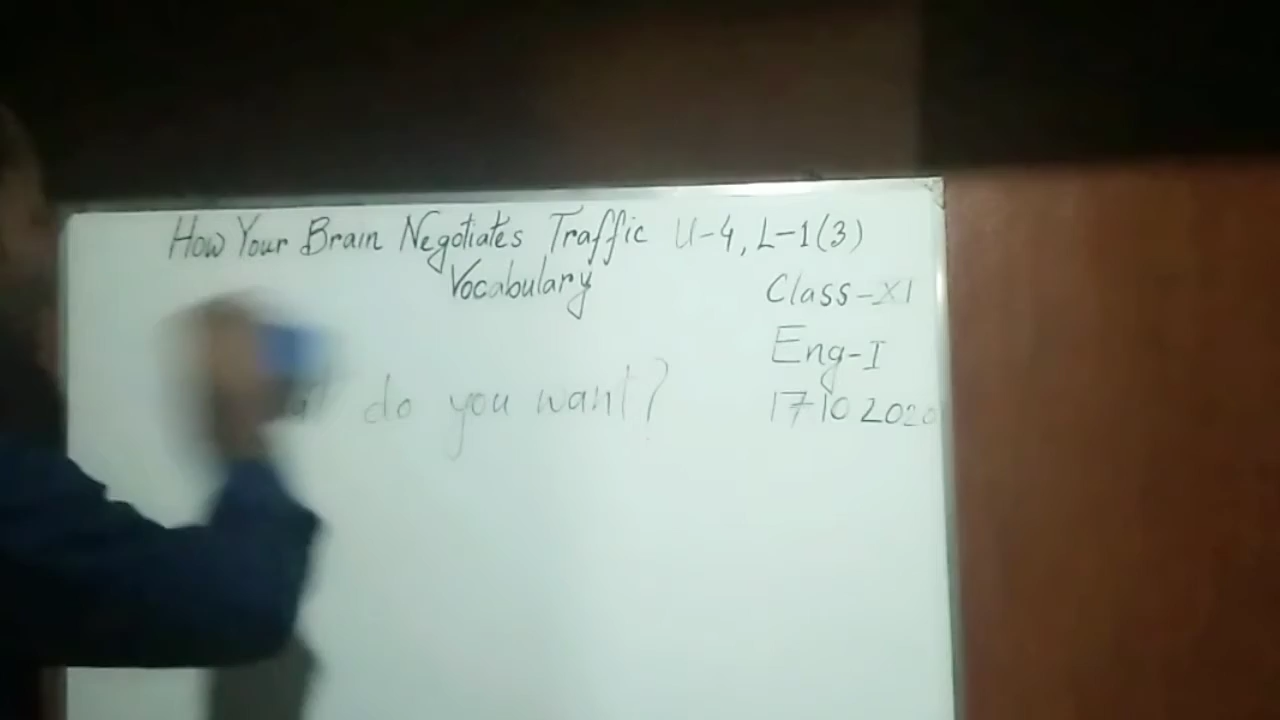 How Your Brain Negotiates Traffic U-4, L-1(3)
Vocabulary
Class-XI
Eng-I
do you want?
17 10 2020